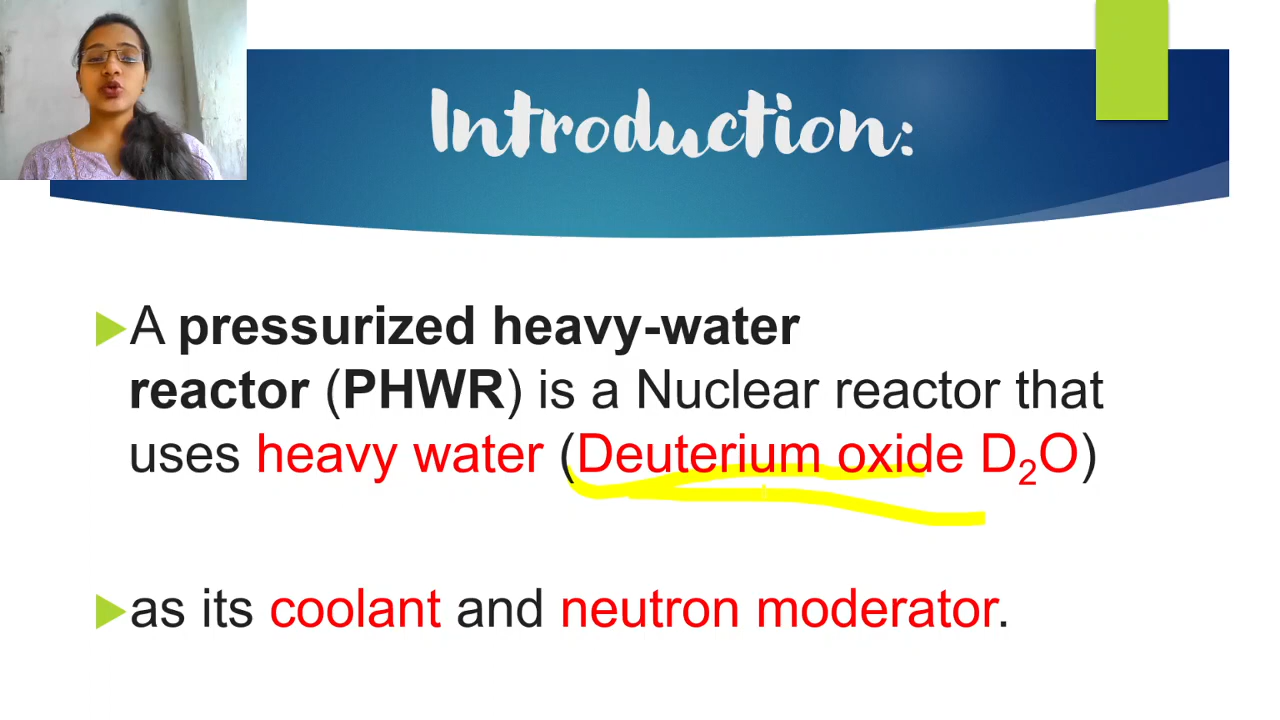 Introduction:
A pressurized heavy-water
reactor (PHWR) is a Nuclear reactor that
uses heavy water (Deuterium oxide D₂O)
as its coolant and neutron moderator.